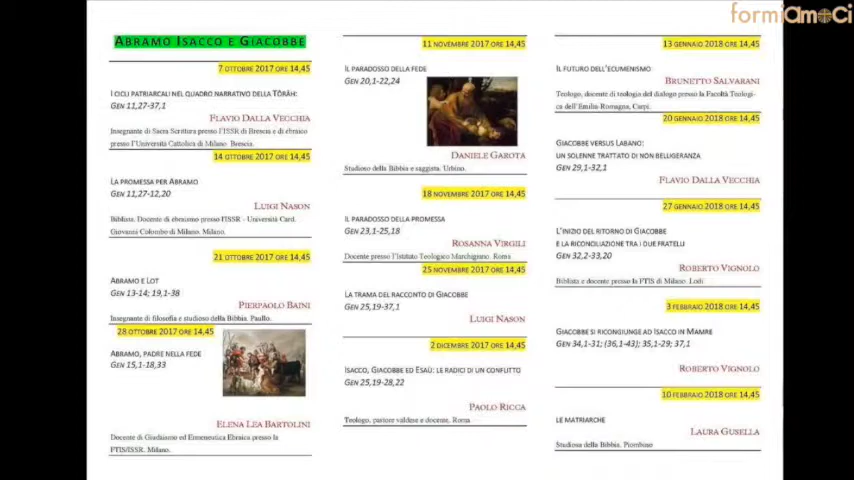 formiamoCi
ABRAMO ISACCO E GIACOBBE
7 OTTOBRE 2017 ORE 14,45
I CICLI PATRIARCALI NEL QUADRO NARRATIVO DELLA TÔRĀH:
GEN 11,27-37,1
FLAVIO DALLA VECCHIA
Insegnante di Sacra Scrittura presso l'ISSR di Brescia e di ebraico
presso l'Università Cattolica di Milano. Brescia.
14 OTTOBRE 2017 ORE 14,45
LA PROMESSA PER ABRAMO
GEN 11,27-12,20
LUIGI NASON
Biblista. Docente di ebraismo presso l'ISSR - Università Card.
Giovanni Colombo di Milano. Milano.
21 OTTOBRE 2017 ORE 14,45
ABRAMO E LOT
GEN 13-14; 19,1-38
PIERPAOLO BAINI
Insegnante di filosofia e studioso della Bibbia. Paullo.
28 OTTOBRE 2017 ORE 14,45
ABRAMO, PADRE NELLA FEDE
GEN 15,1-18,33
ELENA LEA BARTOLINI
Docente di Giudaismo ed Ermeneutica Ebraica presso la
FTIS/ISSR. Milano.
11 NOVEMBRE 2017 ORE 14,45
IL PARADOSSO DELLA FEDE
GEN 20,1-22,24
DANIELE GAROTA
Studioso della Bibbia e saggista. Urbino.
18 NOVEMBRE 2017 ORE 14,45
IL PARADOSSO DELLA PROMESSA
GEN 23,1-25,18
ROSANNA VIRGILI
Docente presso l'Istituto Teologico Marchigiano. Roma
25 NOVEMBRE 2017 ORE 14,45
LA TRAMA DEL RACCONTO DI GIACOBBE
GEN 25,19-37,1
LUIGI NASON
2 DICEMBRE 2017 ORE 14,45
ISACCO, GIACOBBE ED ESAÙ: LE RADICI DI UN CONFLITTO
GEN 25,19-28,22
PAOLO RICCA
Teologo, pastore valdese e docente. Roma
13 GENNAIO 2018 ORE 14,45
IL FUTURO DELL'ECUMENISMO
BRUNETTO SALVARANI
Teologo, docente di teologia del dialogo presso la Facoltà Teologi-
ca dell'Emilia-Romagna, Carpi.
20 GENNAIO 2018 ORE 14,45
GIACOBBE VERSUS LABANO:
UN SOLENNE TRATTATO DI NON BELLIGERANZA
GEN 29,1-32,1
FLAVIO DALLA VECCHIA
27 GENNAIO 2018 ORE 14,45
L'INIZIO DEL RITORNO DI GIACOBBE
E LA RICONCILIAZIONE TRA I DUE FRATELLI
GEN 32,2-33,20
ROBERTO VIGNOLO
Biblista e docente presso la FTIS di Milano. Lodi
3 FEBBRAIO 2018 ORE 14,45
GIACOBBE SI RICONGIUNGE AD ISACCO IN MAMRE
GEN 34,1-31; (36,1-43); 35,1-29; 37,1
ROBERTO VIGNOLO
10 FEBBRAIO 2018 ORE 14,45
LE MATRIARCHE
LAURA GUSELLA
Studiosa della Bibbia. Piombino